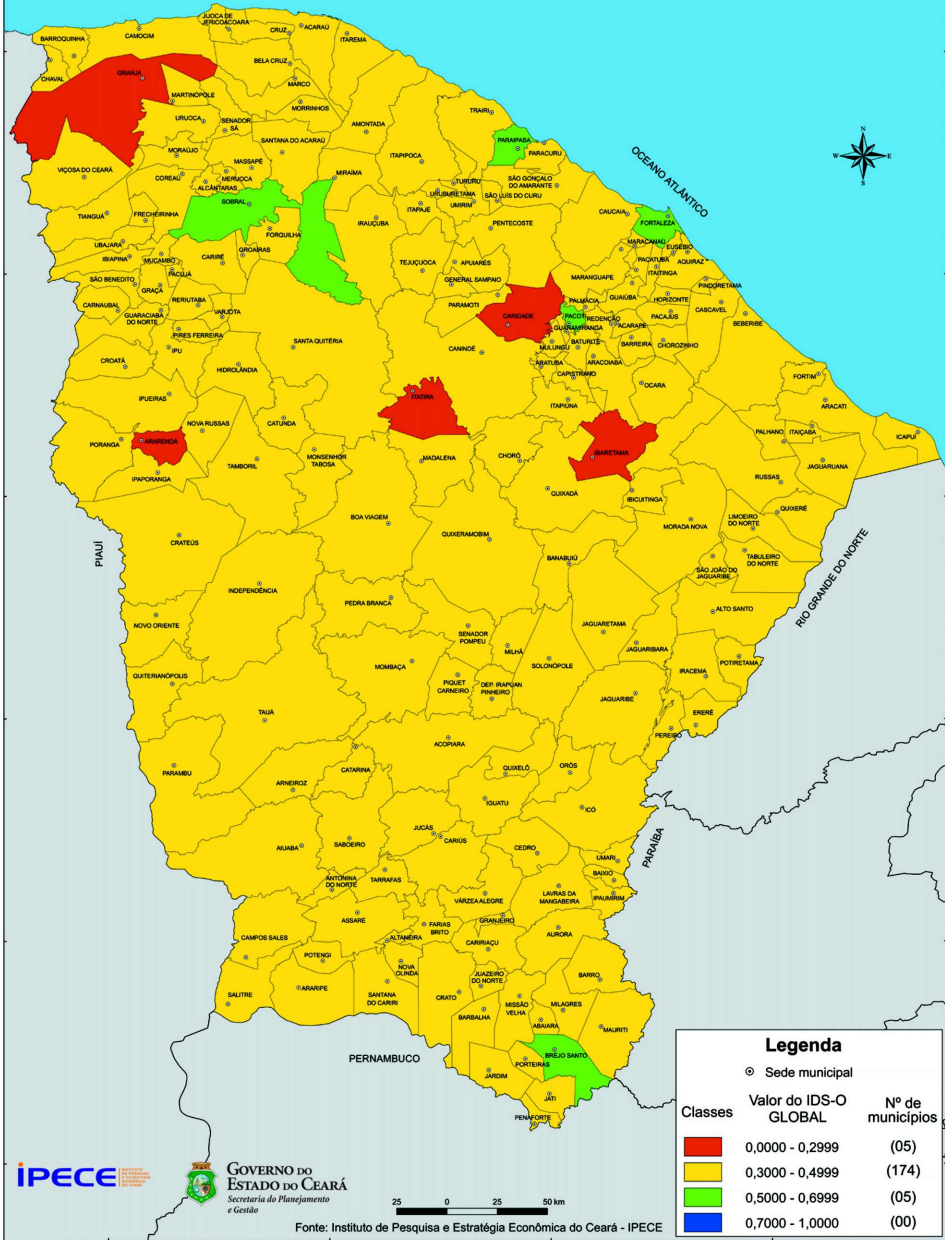 JIJOCA DE
JERICOACOARA
CRUZ
ACARAÚ
ITAREMA
BARROQUINHA
CAMOCIM
CHAVAL
GRANJA
BELA CRUZ
MARCO
MARTINÓPOLE
MORRINHOS
URUOCA
SENADOR
SÁ
AMONTADA
TRAIRI
PARAIPABA
PARACURU
MORAÚJO
SANTANA DO ACARAÚ
ITAPIPOCA
VIÇOSA DO CEARÁ
COREAÚ
MASSAPÊ
MERUOCA
ALCÂNTARAS
MIRAÍMA
TURURU
URUBURETAMA
UMIRIM
SÃO GONÇALO
DO AMARANTE
SÃO LUÍS DO CURU
OCEANO ATLÂNTICO
N
W
E
S
TIANGUÁ
FRECHEIRINHA
SOBRAL
FORQUILHA
IRAUÇUBA
ITAPAJÉ
PENTECOSTE
CAUCAIA
FORTALEZA
UBAJARA
IBIAPINA
MUCAMBO
PACUJÁ
CARIRÉ
GROAÍRAS
TEJUÇUOCA
APUIARÉS
GENERAL SAMPAIO
MARACANAÚ
EUSÉBIO
AQUIRAZ
PACATUBA
ITAITINGA
MARANGUAPE
SÃO BENEDITO
GRAÇA
RERIUTABA
VARJOTA
CARNAUBAL
GUARACIABA
DO NORTE
PIRES FERREIRA
PARAMOTI
CARIDADE
PALMÁCIA
PACOTI
REDENÇÃO
GUAIÚBA
HORIZONTE
PACAJUS
PINDORETAMA
CASCAVEL
BEBERIBE
GUARAMIRANGA
ACARAPE
BARREIRA
CHOROZINHO
MULUNGU
BATURITÉ
ARATUBA
ARACOIABA
CAPISTRANO
CROATÁ
IPU
HIDROLÂNDIA
SANTA QUITÉRIA
CANINDÉ
OCARA
FORTIM
IPUEIRAS
ITATIRA
ITAPIÚNA
ARACATI
NOVA RUSSAS
CATUNDA
PORANGA
ARARENDÁ
IBARETAMA
PALHANO
ITAIÇABA
ICAPUÍ
IPAPORANGA
TAMBORIL
MONSENHOR
TABOSA
MADALENA
CHORÓ
JAGUARUANA
RUSSAS
QUIXADÁ
IBICUITINGA
QUIXERÉ
BOA VIAGEM
MORADA NOVA
LIMOEIRO
DO NORTE
CRATEÚS
QUIXERAMOBIM
TABULEIRO
DO NORTE
PIAUÍ
BANABUIÚ
SÃO JOÃO DO
JAGUARIBE
RIO GRANDE DO NORTE
INDEPENDÊNCIA
PEDRA BRANCA
NOVO ORIENTE
ALTO SANTO
SENADOR
POMPEU
JAGUARETAMA
MILHÃ
JAGUARIBARA
MOMBAÇA
SOLONÓPOLE
POTIRETAMA
IRACEMA
QUITERIANÓPOLIS
PIQUET
CARNEIRO
DEP. IRAPUAN
PINHEIRO
JAGUARIBE
TAUÁ
ERERÊ
PEREIRO
ACOPIARA
PARAMBU
CATARINA
QUIXELÔ
ORÓS
ARNEIROZ
IGUATU
ICÓ
JUCÁS
CARIÚS
AIUABA
SABOEIRO
CEDRO
UMARI
PARAÍBA
BAIXIO
ANTONINA
DO NORTE
TARRAFAS
VÁRZEA ALEGRE
LAVRAS DA
MANGABEIRA
IPAUMIRIM
ASSARÉ
GRANJEIRO
FARIAS
BRITO
AURORA
CAMPOS SALES
ALTANEIRA
CARIRIAÇU
POTENGI
NOVA
OLINDA
JUAZEIRO
DO NORTE
BARRO
SALITRE
ARARIPE
SANTANA
DO CARIRI
CRATO
MISSÃO
VELHA
MILAGRES
BARBALHA
ABAIARA
MAURITI
BREJO SANTO
PERNAMBUCO
PORTEIRAS
JARDIM
JATI
PENAFORTE
Legenda
Sede municipal
Classes
Valor do IDS-O
GLOBAL
Nº de
municípios
0,0000 - 0,2999
(05)
0,3000 - 0,4999
(174)
0,5000 - 0,6999
(05)
0,7000 - 1,0000
(00)
IPECE
INSTITUTO
DE PESQUISA
E ESTRATÉGIA
ECONÔMICA
DO CEARÁ
GOVERNO DO
ESTADO DO CEARÁ
Secretaria do Planejamento
e Gestão
25
0
25
50 km
Fonte: Instituto de Pesquisa e Estratégia Econômica do Ceará - IPECE